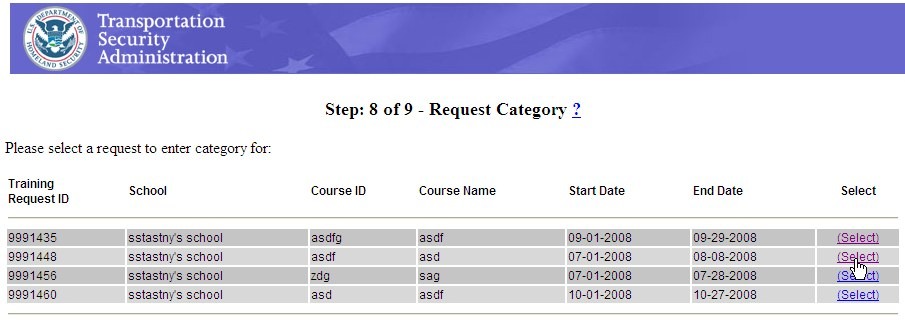 U.S. DEPARTMENT OF
HOMELAND SECURITY
Transportation
Security
Administration
Step: 8 of 9 - Request Category ?
Please select a request to enter category for:
Training Request ID School Course ID Course Name Start Date End Date Select
9991435 sstastny's school asdfg asdf 09-01-2008 09-29-2008 (Select)
9991448 sstastny's school asdf asd 07-01-2008 08-08-2008 (Select)
9991456 sstastny's school zdg sag 07-01-2008 07-28-2008 (Select)
9991460 sstastny's school asd asdf 10-01-2008 10-27-2008 (Select)